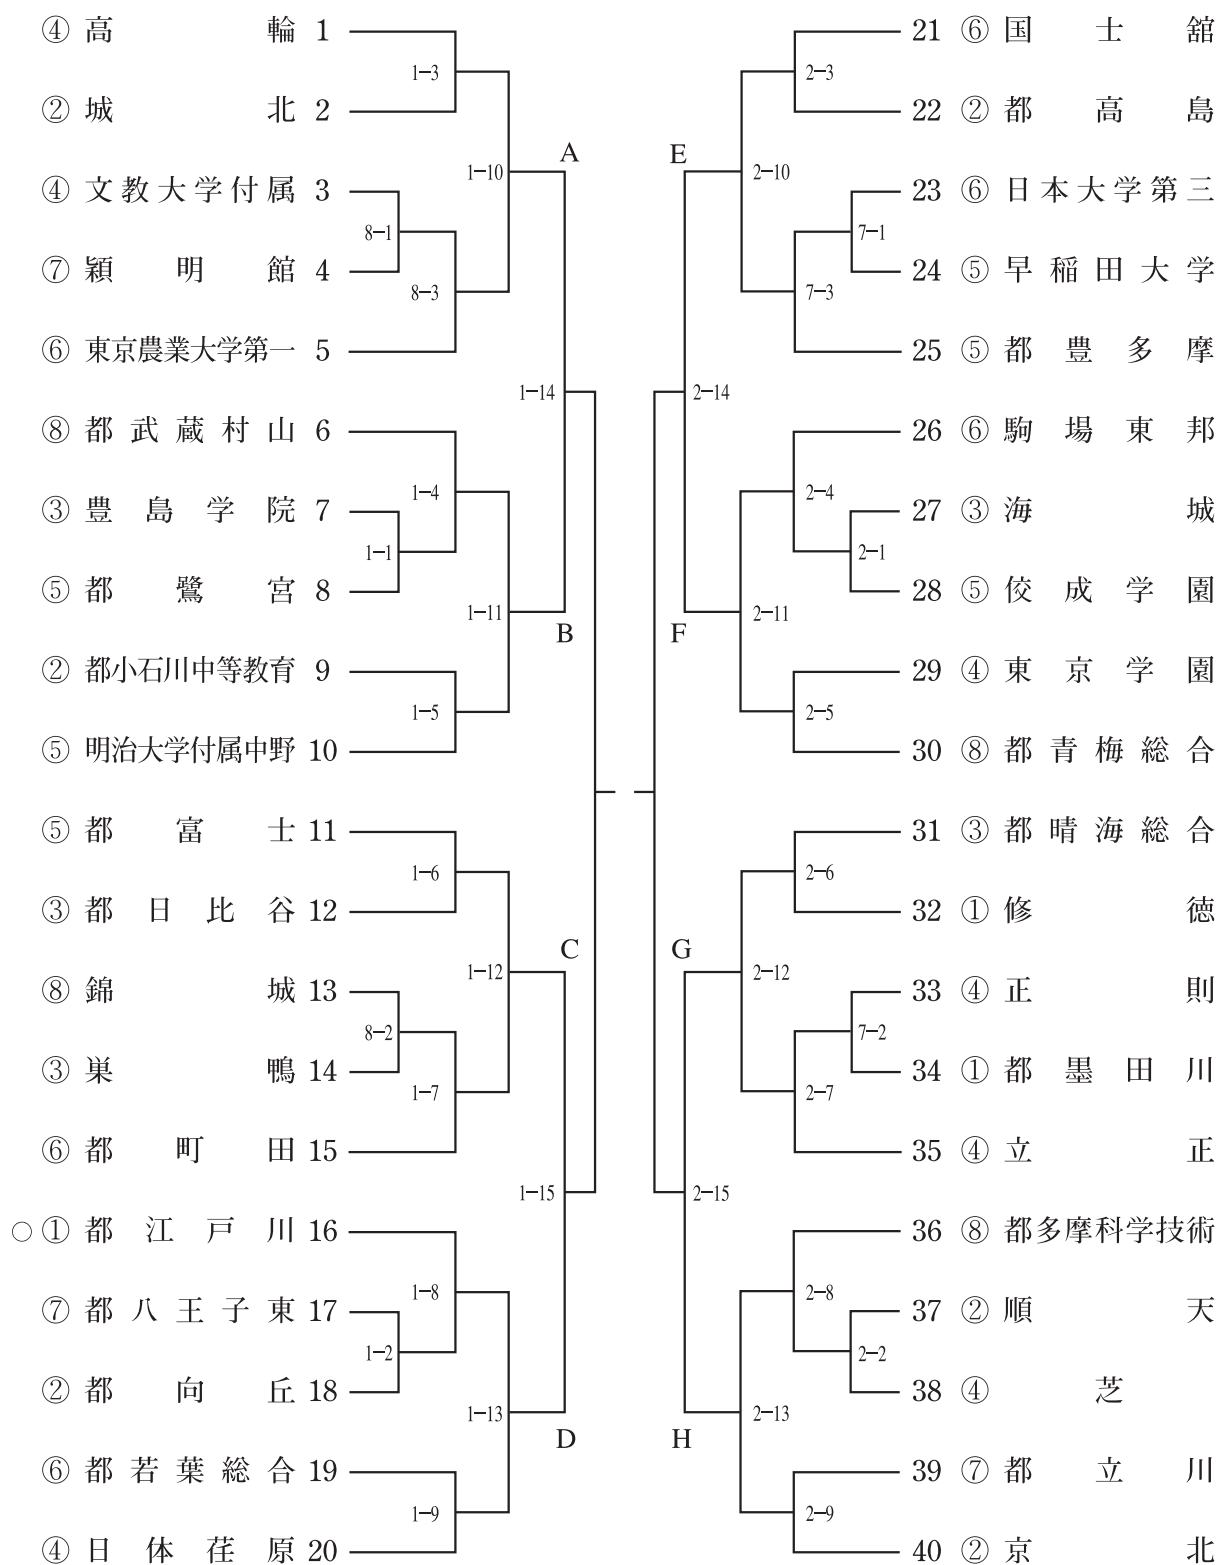 ④ 高輪 1
② 城北 2
④ 文教大学付属 3
⑦ 穎明館 4
⑥ 東京農業大学第一 5
⑧ 都武蔵村山 6
③ 豊島学院 7
⑤ 都鷺宮 8
② 都小石川中等教育 9
⑤ 明治大学付属中野 10
⑤ 都富士 11
③ 都日比谷 12
⑧ 錦城 13
③ 巣鴨 14
⑥ 都町田 15
○ ① 都江戸川 16
⑦ 都八王子東 17
② 都向丘 18
⑥ 都若葉総合 19
④ 日体荏原 20
1-3
8-1
8-3
1-10
A
1-14
1-4
1-1
1-11
B
1-5
1-6
C
1-12
8-2
1-7
1-15
1-8
1-2
1-13
D
1-9
21 ⑥ 国士舘
22 ② 都高島
23 ⑥ 日本大学第三
24 ⑤ 早稲田大学
25 ⑤ 都豊多摩
26 ⑥ 駒場東邦
27 ③ 海城
28 ⑤ 佼成学園
29 ④ 東京学園
30 ⑧ 都青梅総合
31 ③ 都晴海総合
32 ① 修徳
33 ④ 正則
34 ① 都墨田川
35 ④ 立正
36 ⑧ 都多摩科学技術
37 ② 順天
38 ④ 芝
39 ⑦ 都立川
40 ② 京北
2-3
E
2-10
7-1
7-3
2-14
2-4
2-1
2-11
F
2-5
2-6
G
2-12
7-2
2-7
2-15
2-8
2-2
2-13
H
2-9